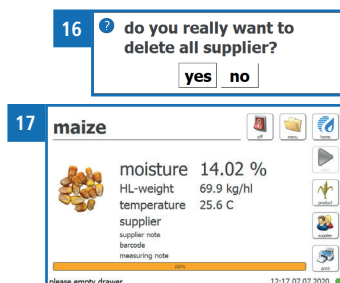 16
? do you really want to
delete all supplier?
yes no
17
maize
off menu home
moisture 14.02 %
HL-weight 69.9 kg/hl
temperature 25.6 C
supplier
supplier note
barcode
measuring note
product
supplier
print
100%
please empty drawer 12:17 07.07.2020